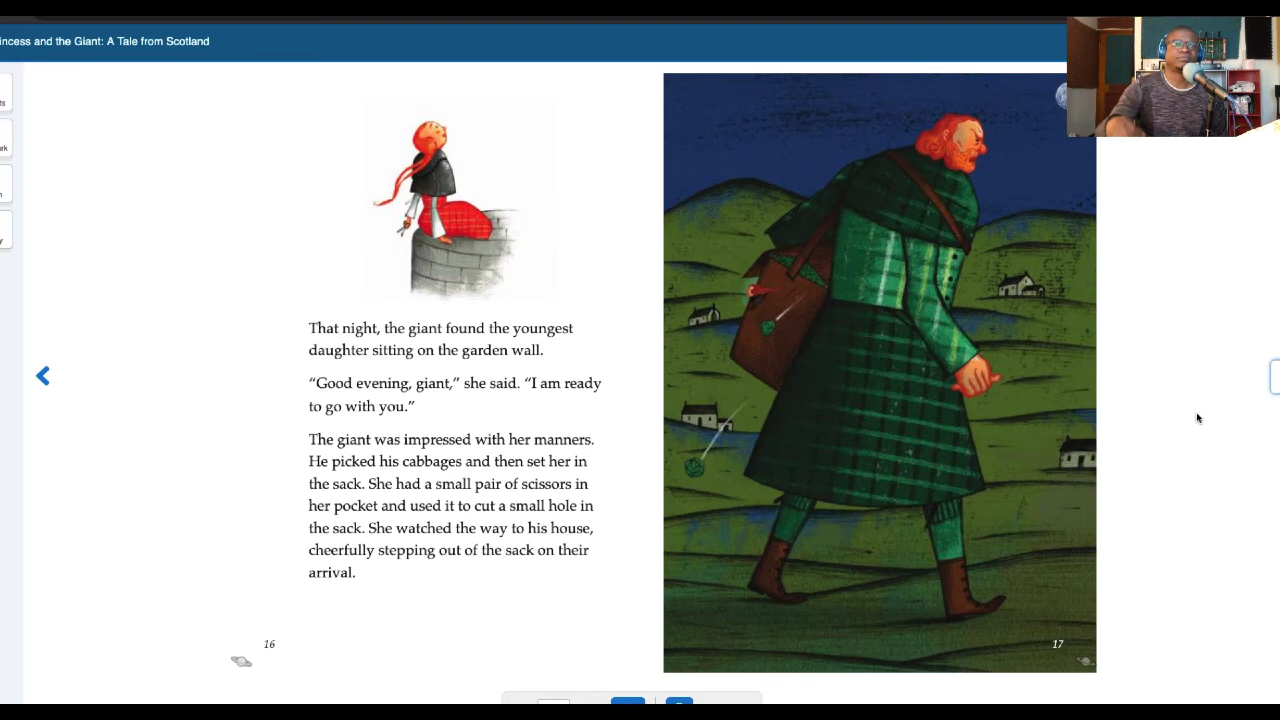 incess and the Giant: A Tale from Scotland
ts
rk
n
y
That night, the giant found the youngest
daughter sitting on the garden wall.
“Good evening, giant,” she said. “I am ready
to go with you.”
The giant was impressed with her manners.
He picked his cabbages and then set her in
the sack. She had a small pair of scissors in
her pocket and used it to cut a small hole in
the sack. She watched the way to his house,
cheerfully stepping out of the sack on their
arrival.
16
17